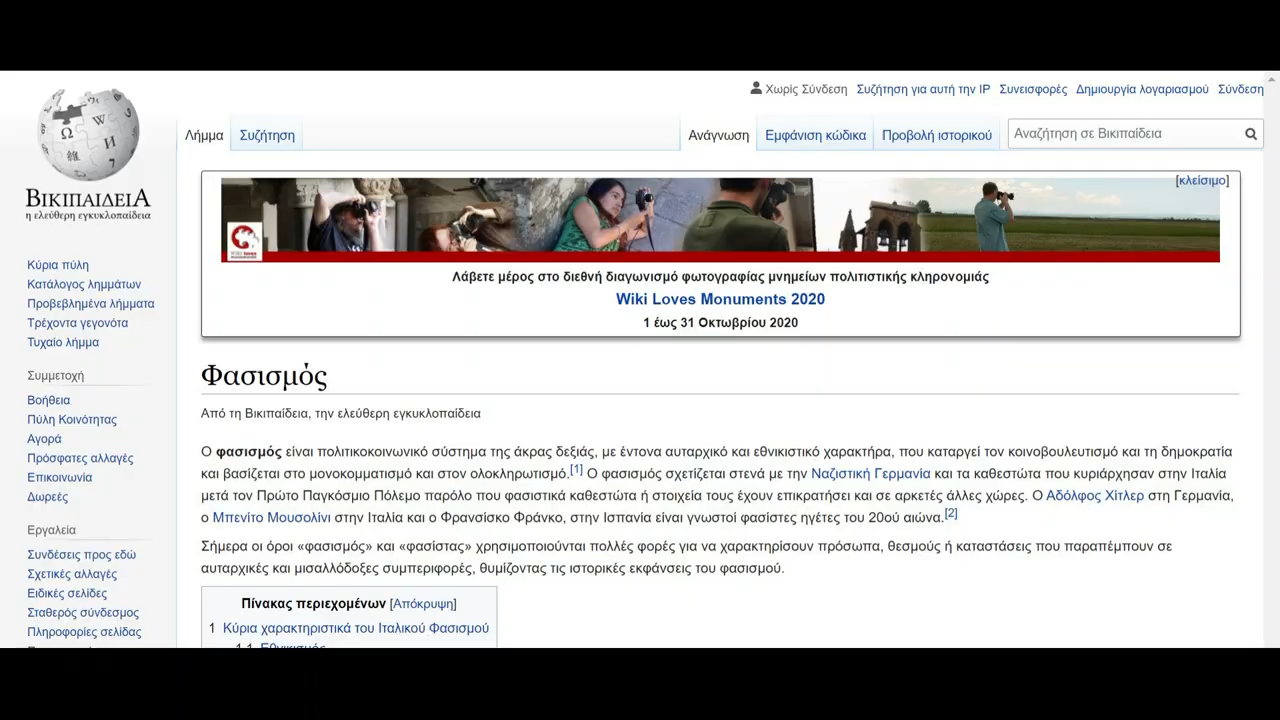 Χωρίς Σύνδεση Συζήτηση για αυτή την IP Συνεισφορές Δημιουργία λογαριασμού Σύνδεση
Λήμμα Συζήτηση Ανάγνωση Εμφάνιση κώδικα Προβολή ιστορικού Αναζήτηση σε Βικιπαίδεια
ΒΙΚΙΠΑΙΔΕΙΑ
η ελεύθερη εγκυκλοπαίδεια
Κύρια πύλη
Κατάλογος λημμάτων
Προβεβλημένα λήμματα
Τρέχοντα γεγονότα
Τυχαίο λήμμα
Συμμετοχή
Βοήθεια
Πύλη Κοινότητας
Αγορά
Πρόσφατες αλλαγές
Επικοινωνία
Δωρεές
Εργαλεία
Συνδέσεις προς εδώ
Σχετικές αλλαγές
Ειδικές σελίδες
Σταθερός σύνδεσμος
Πληροφορίες σελίδας
[κλείσιμο]
Λάβετε μέρος στο διεθνή διαγωνισμό φωτογραφίας μνημείων πολιτιστικής κληρονομιάς
Wiki Loves Monuments 2020
1 έως 31 Οκτωβρίου 2020
Φασισμός
Από τη Βικιπαίδεια, την ελεύθερη εγκυκλοπαίδεια
Ο φασισμός είναι πολιτικοκοινωνικό σύστημα της άκρας δεξιάς, με έντονα αυταρχικό και εθνικιστικό χαρακτήρα, που καταργεί τον κοινοβουλευτισμό και τη δημοκρατία
και βασίζεται στο μονοκομματισμό και στον ολοκληρωτισμό.[1] Ο φασισμός σχετίζεται στενά με την Ναζιστική Γερμανία και τα καθεστώτα που κυριάρχησαν στην Ιταλία
μετά τον Πρώτο Παγκόσμιο Πόλεμο παρόλο που φασιστικά καθεστώτα ή στοιχεία τους έχουν επικρατήσει και σε αρκετές άλλες χώρες. Ο Αδόλφος Χίτλερ στη Γερμανία,
ο Μπενίτο Μουσολίνι στην Ιταλία και ο Φρανσίσκο Φράνκο, στην Ισπανία είναι γνωστοί φασίστες ηγέτες του 20ού αιώνα.[2]
Σήμερα οι όροι «φασισμός» και «φασίστας» χρησιμοποιούνται πολλές φορές για να χαρακτηρίσουν πρόσωπα, θεσμούς ή καταστάσεις που παραπέμπουν σε
αυταρχικές και μισαλλόδοξες συμπεριφορές, θυμίζοντας τις ιστορικές εκφάνσεις του φασισμού.
Πίνακας περιεχομένων [Απόκρυψη]
1 Κύρια χαρακτηριστικά του Ιταλικού Φασισμού
1.1 Εθνικισμός